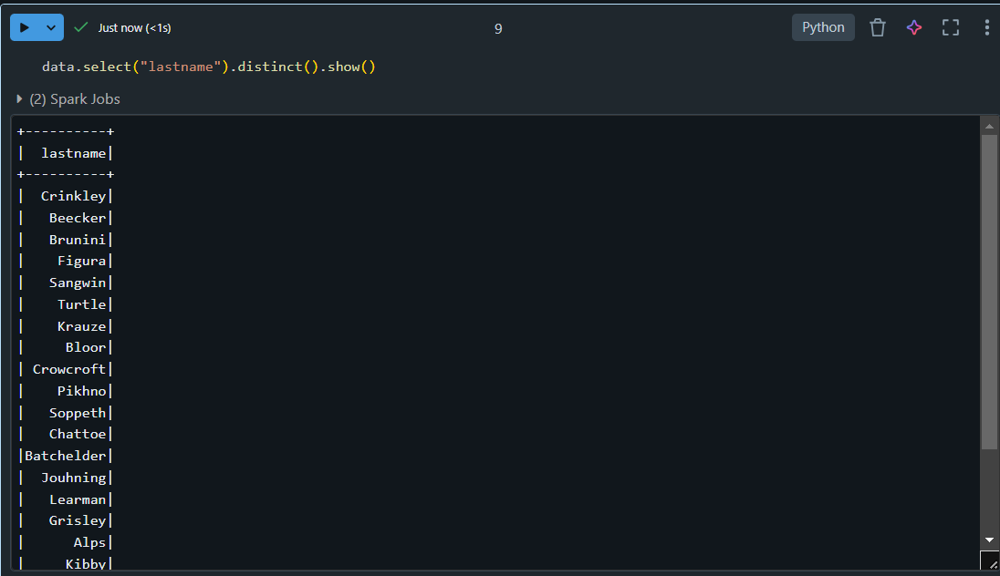 Just now (<1s)
9
Python
data.select("lastname").distinct().show()
(2) Spark Jobs
+----------+
|  lastname|
+----------+
|  Crinkley|
|   Beecker|
|   Brunini|
|    Figura|
|   Sangwin|
|    Turtle|
|    Krauze|
|     Bloor|
| Crowcroft|
|    Pikhno|
|   Soppeth|
|   Chattoe|
|Batchelder|
|  Jouhning|
|   Learman|
|   Grisley|
|      Alps|
|     Kibby|